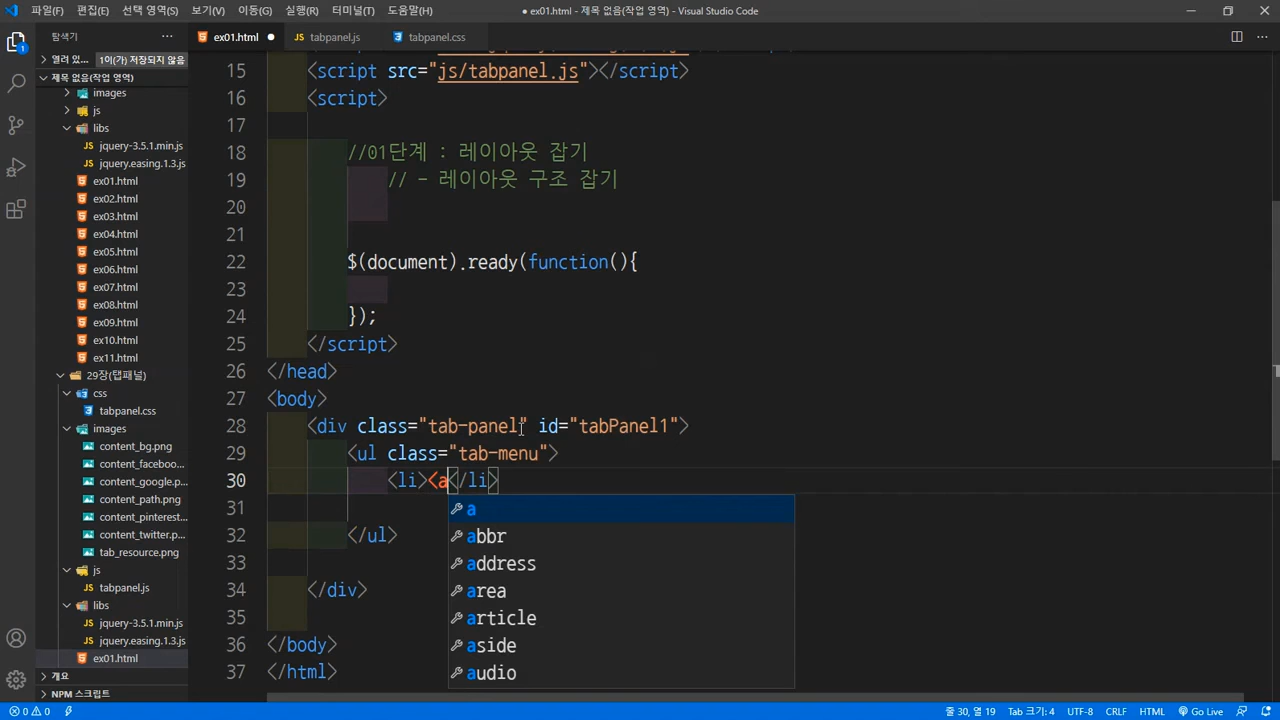 파일(F) 편집(E) 선택 영역(S) 보기(V) 이동(G) 실행(R) 터미널(T) 도움말(H)
● ex01.html - 제목 없음(작업 영역) - Visual Studio Code
탐색기
ex01.html ● JS tabpanel.js tabpanel.css
열려 있... 1이(가) 저장되지 않음
제목 없음(작업 영역)
images
JS js
libs
JS jquery-3.5.1.min.js
JS jquery.easing.1.3.js
ex01.html
ex02.html
ex03.html
ex04.html
ex05.html
ex06.html
ex07.html
ex08.html
ex09.html
ex10.html
ex11.html
29장(탭패널)
css
tabpanel.css
images
content_bg.png
content_faceboo...
content_google.p...
content_path.png
content_pinterest...
content_twitter.p...
tab_resource.png
JS js
JS tabpanel.js
libs
JS jquery-3.5.1.min.js
JS jquery.easing.1.3.js
ex01.html
개요
NPM 스크립트
15 <script src="js/tabpanel.js"></script>
16 <script>
17
18 //01단계 : 레이아웃 잡기
19 // - 레이아웃 구조 잡기
20
21
22 $(document).ready(function(){
23
24 });
25 </script>
26 </head>
27 <body>
28 <div class="tab-panel" id="tabPanel1">
29 <ul class="tab-menu">
30 <li><a</li>
31
32 </ul>
33
34 </div>
35
36 </body>
37 </html>
a
abbr
address
area
article
aside
audio
0 0 줄 30, 열 19 Tab 크기: 4 UTF-8 CRLF HTML Go Live